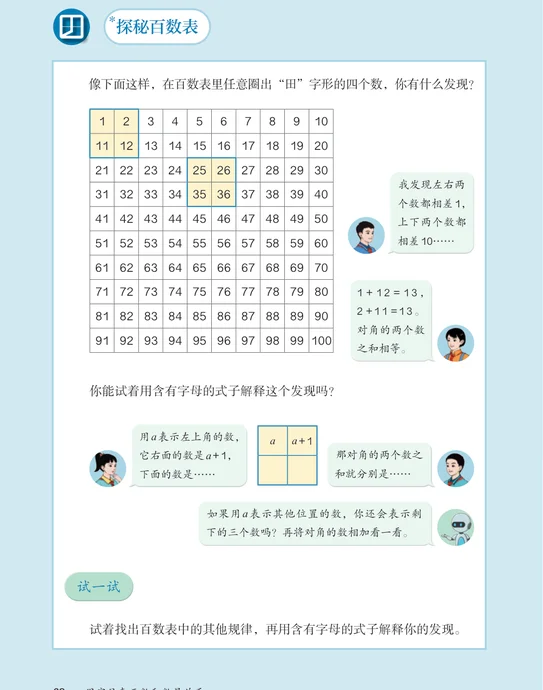 *探秘百数表
像下面这样，在百数表里任意圈出“田”字形的四个数，你有什么发现？
1 2 3 4 5 6 7 8 9 10
11 12 13 14 15 16 17 18 19 20
21 22 23 24 25 26 27 28 29 30
31 32 33 34 35 36 37 38 39 40
41 42 43 44 45 46 47 48 49 50
51 52 53 54 55 56 57 58 59 60
61 62 63 64 65 66 67 68 69 70
71 72 73 74 75 76 77 78 79 80
81 82 83 84 85 86 87 88 89 90
91 92 93 94 95 96 97 98 99 100
我发现左右两
个数都相差1，
上下两个数都
相差10……
1+12=13，
2+11=13。
对角的两个数
之和相等。
你能试着用含有字母的式子解释这个发现吗？
用a表示左上角的数，
它右面的数是a+1，
下面的数是……
a a+1
那对角的两个数之
和就分别是……
如果用a表示其他位置的数，你还会表示剩
下的三个数吗？再将对角的数相加看一看。
试一试
试着找出百数表中的其他规律，再用含有字母的式子解释你的发现。